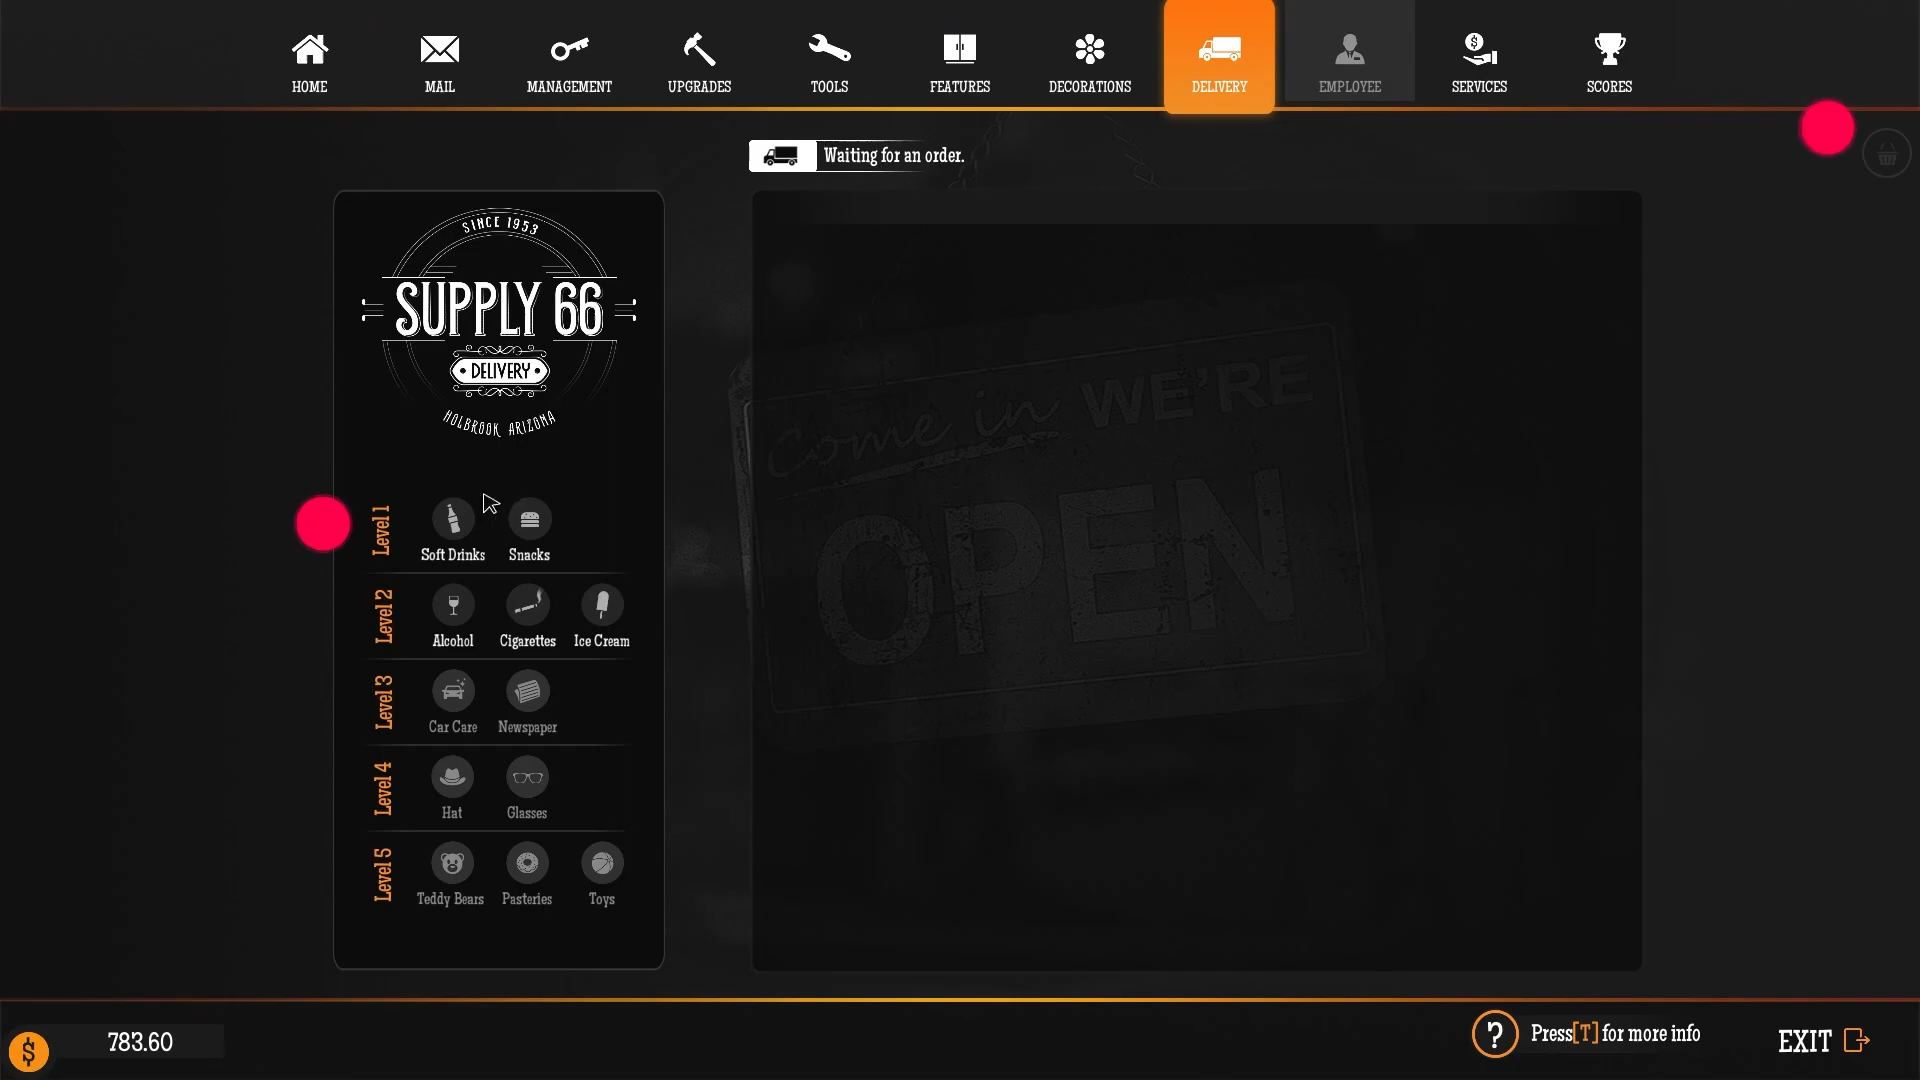 HOME
MAIL
MANAGEMENT
UPGRADES
TOOLS
FEATURES
DECORATIONS
DELIVERY
EMPLOYEE
SERVICES
SCORES
Waiting for an order.
SINCE 1953
SUPPLY 66
DELIVERY
HOLBROOK ARIZONA
Come in WE'RE
OPEN
Level 1
Soft Drinks
Snacks
Level 2
Alcohol
Cigarettes
Ice Cream
Level 3
Car Care
Newspaper
Level 4
Hat
Glasses
Level 5
Teddy Bears
Pasteries
Toys
$
783.60
?
Press[T] for more info
EXIT